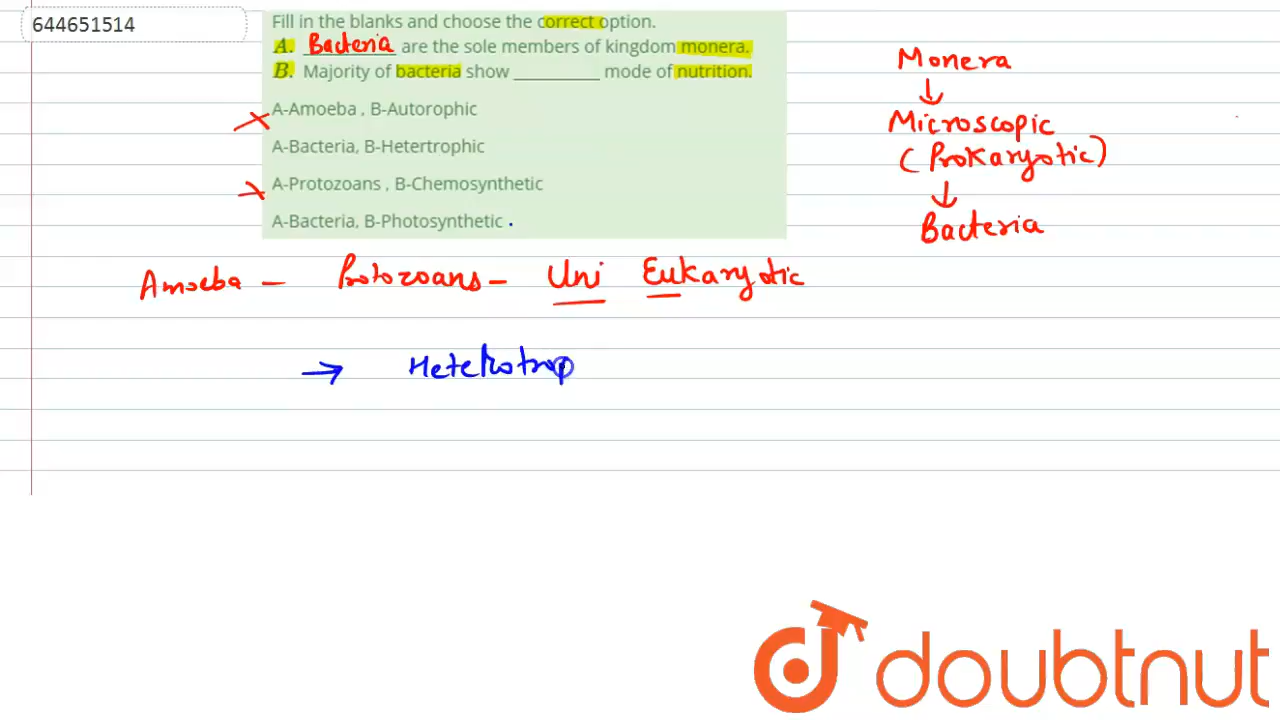 644651514
Fill in the blanks and choose the correct option.
A. Bacteria are the sole members of kingdom monera.
B. Majority of bacteria show __________ mode of nutrition.
A-Amoeba , B-Autorophic
A-Bacteria, B-Hetertrophic
A-Protozoans , B-Chemosynthetic
A-Bacteria, B-Photosynthetic .
Monera
Microscopic
(Prokaryotic)
Bacteria
Amoeba - Protozoans - Uni Eukaryotic
→ Heterotrop
doubtnut